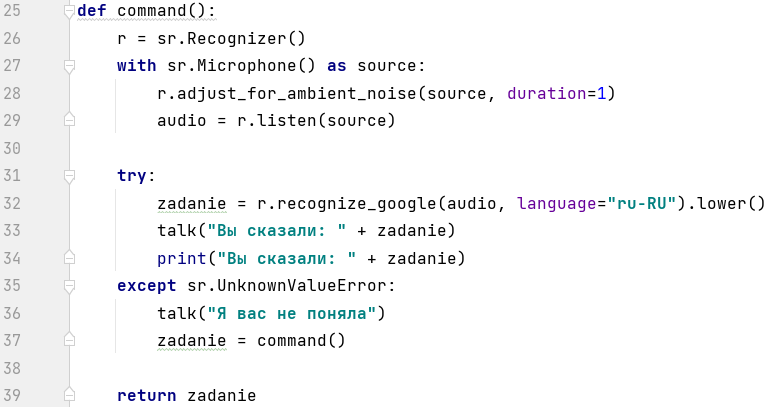 25 def command():
26     r = sr.Recognizer()
27     with sr.Microphone() as source:
28         r.adjust_for_ambient_noise(source, duration=1)
29         audio = r.listen(source)
30
31     try:
32         zadanie = r.recognize_google(audio, language="ru-RU").lower()
33         talk("Вы сказали: " + zadanie)
34         print("Вы сказали: " + zadanie)
35     except sr.UnknownValueError:
36         talk("Я вас не поняла")
37         zadanie = command()
38
39     return zadanie